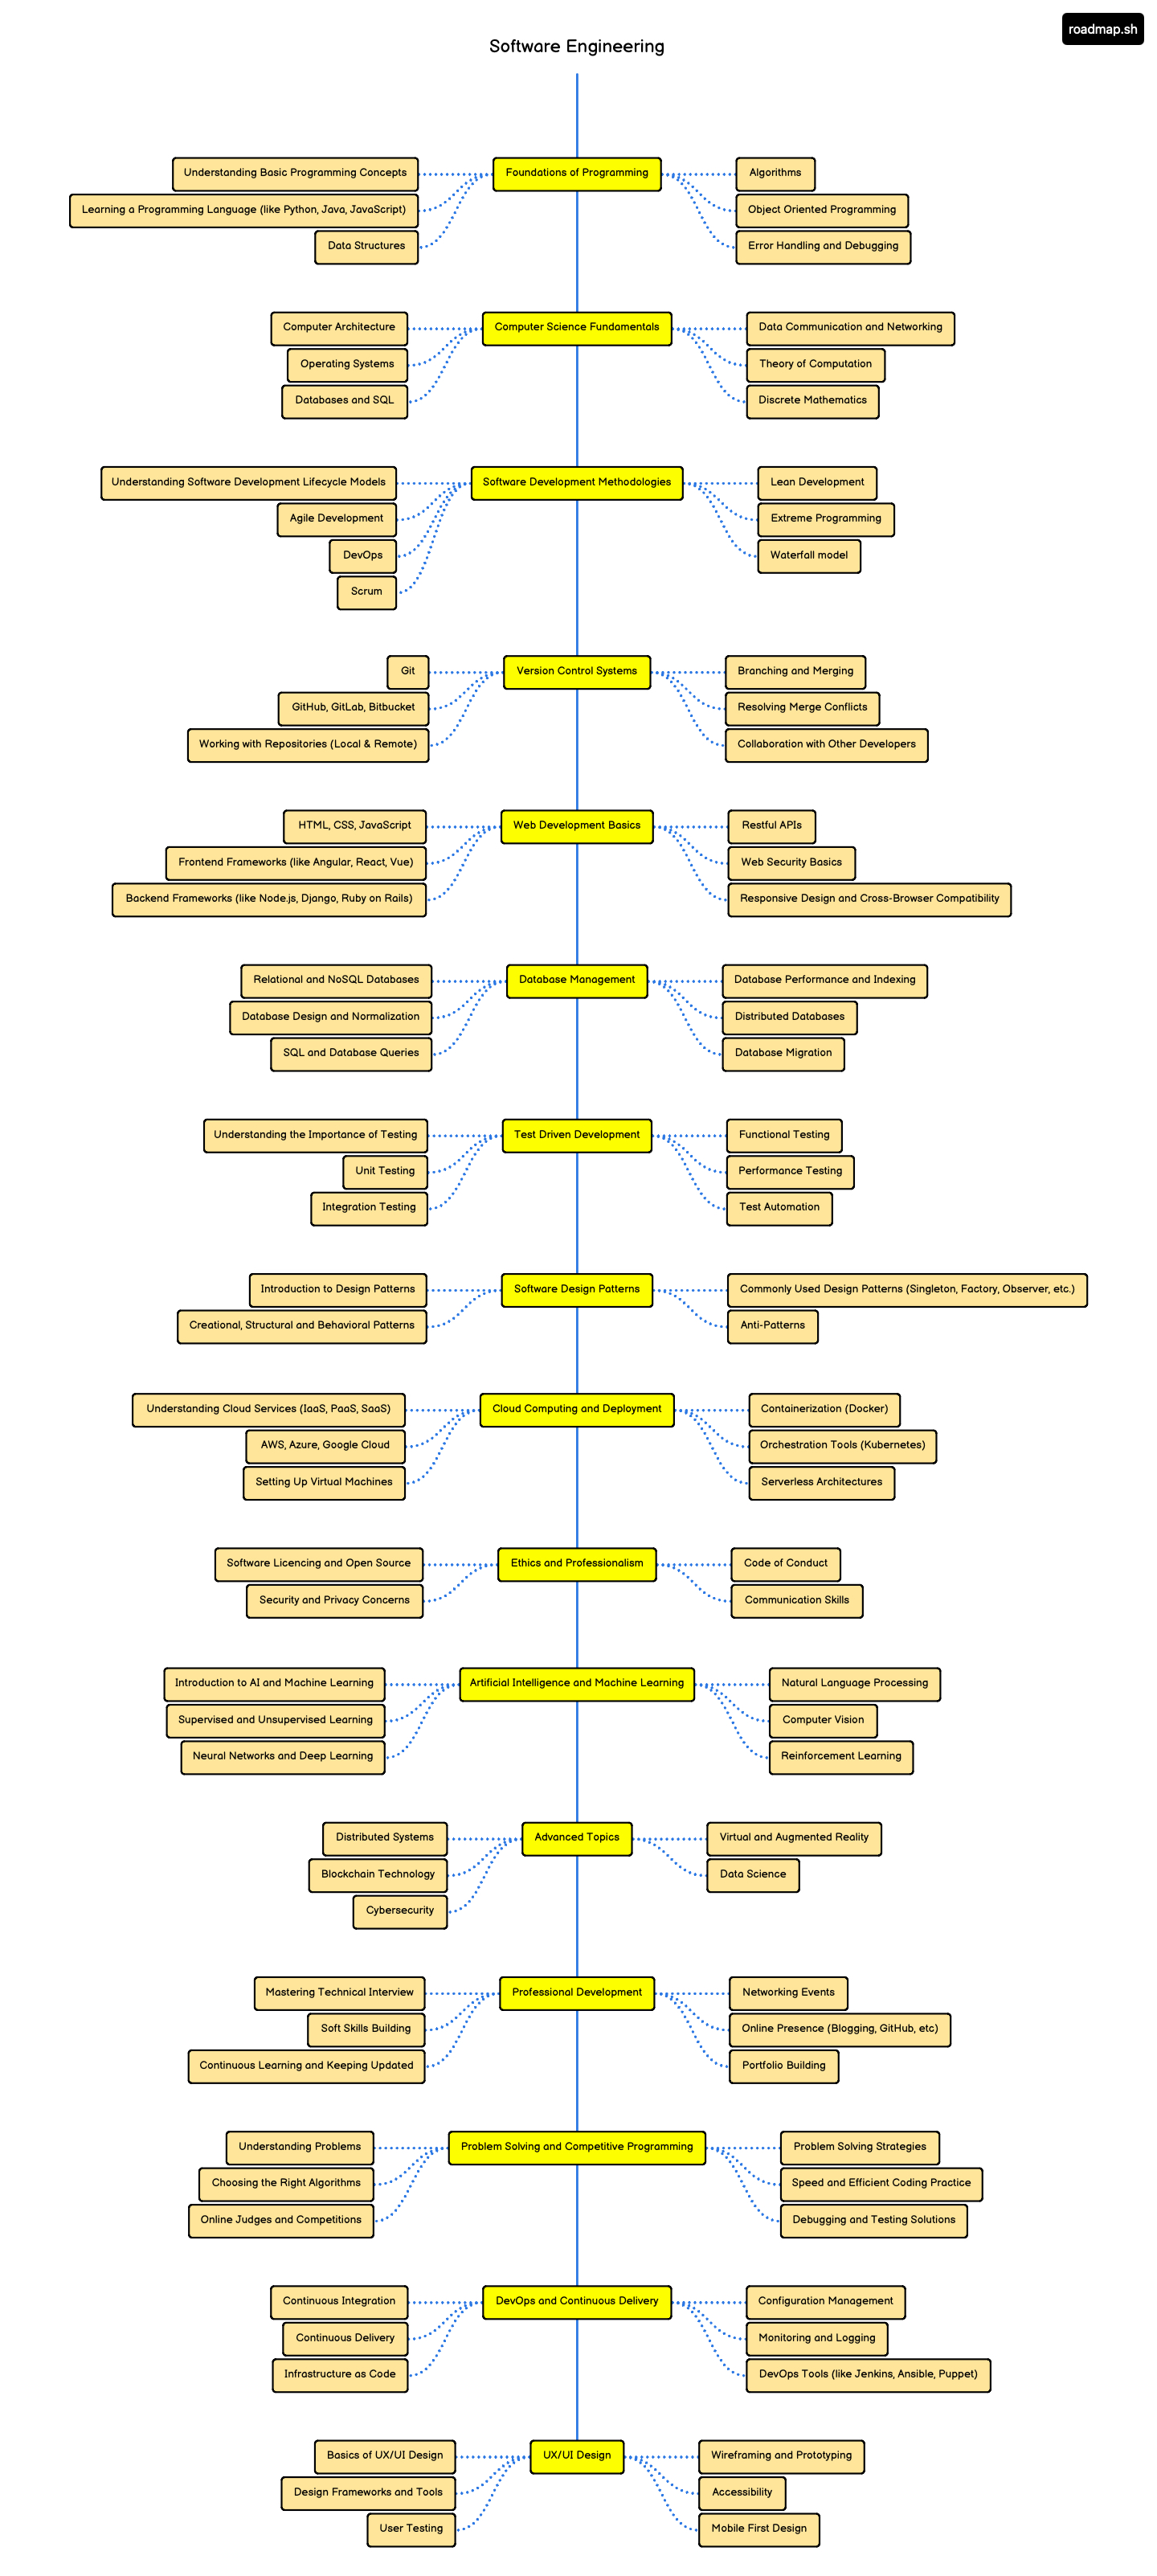 roadmap.sh
Software Engineering
Understanding Basic Programming Concepts
Foundations of Programming
Algorithms
Learning a Programming Language (like Python, Java, JavaScript)
Object Oriented Programming
Data Structures
Error Handling and Debugging
Computer Architecture
Computer Science Fundamentals
Data Communication and Networking
Operating Systems
Theory of Computation
Databases and SQL
Discrete Mathematics
Understanding Software Development Lifecycle Models
Software Development Methodologies
Lean Development
Agile Development
Extreme Programming
DevOps
Waterfall model
Scrum
Git
Version Control Systems
Branching and Merging
GitHub, GitLab, Bitbucket
Resolving Merge Conflicts
Working with Repositories (Local & Remote)
Collaboration with Other Developers
HTML, CSS, JavaScript
Web Development Basics
Restful APIs
Frontend Frameworks (like Angular, React, Vue)
Web Security Basics
Backend Frameworks (like Node.js, Django, Ruby on Rails)
Responsive Design and Cross-Browser Compatibility
Relational and NoSQL Databases
Database Management
Database Performance and Indexing
Database Design and Normalization
Distributed Databases
SQL and Database Queries
Database Migration
Understanding the Importance of Testing
Test Driven Development
Functional Testing
Unit Testing
Performance Testing
Integration Testing
Test Automation
Introduction to Design Patterns
Software Design Patterns
Commonly Used Design Patterns (Singleton, Factory, Observer, etc.)
Creational, Structural and Behavioral Patterns
Anti-Patterns
Understanding Cloud Services (IaaS, PaaS, SaaS)
Cloud Computing and Deployment
Containerization (Docker)
AWS, Azure, Google Cloud
Orchestration Tools (Kubernetes)
Setting Up Virtual Machines
Serverless Architectures
Software Licencing and Open Source
Ethics and Professionalism
Code of Conduct
Security and Privacy Concerns
Communication Skills
Introduction to AI and Machine Learning
Artificial Intelligence and Machine Learning
Natural Language Processing
Supervised and Unsupervised Learning
Computer Vision
Neural Networks and Deep Learning
Reinforcement Learning
Distributed Systems
Advanced Topics
Virtual and Augmented Reality
Blockchain Technology
Data Science
Cybersecurity
Mastering Technical Interview
Professional Development
Networking Events
Soft Skills Building
Online Presence (Blogging, GitHub, etc)
Continuous Learning and Keeping Updated
Portfolio Building
Understanding Problems
Problem Solving and Competitive Programming
Problem Solving Strategies
Choosing the Right Algorithms
Speed and Efficient Coding Practice
Online Judges and Competitions
Debugging and Testing Solutions
Continuous Integration
DevOps and Continuous Delivery
Configuration Management
Continuous Delivery
Monitoring and Logging
Infrastructure as Code
DevOps Tools (like Jenkins, Ansible, Puppet)
Basics of UX/UI Design
UX/UI Design
Wireframing and Prototyping
Design Frameworks and Tools
Accessibility
User Testing
Mobile First Design